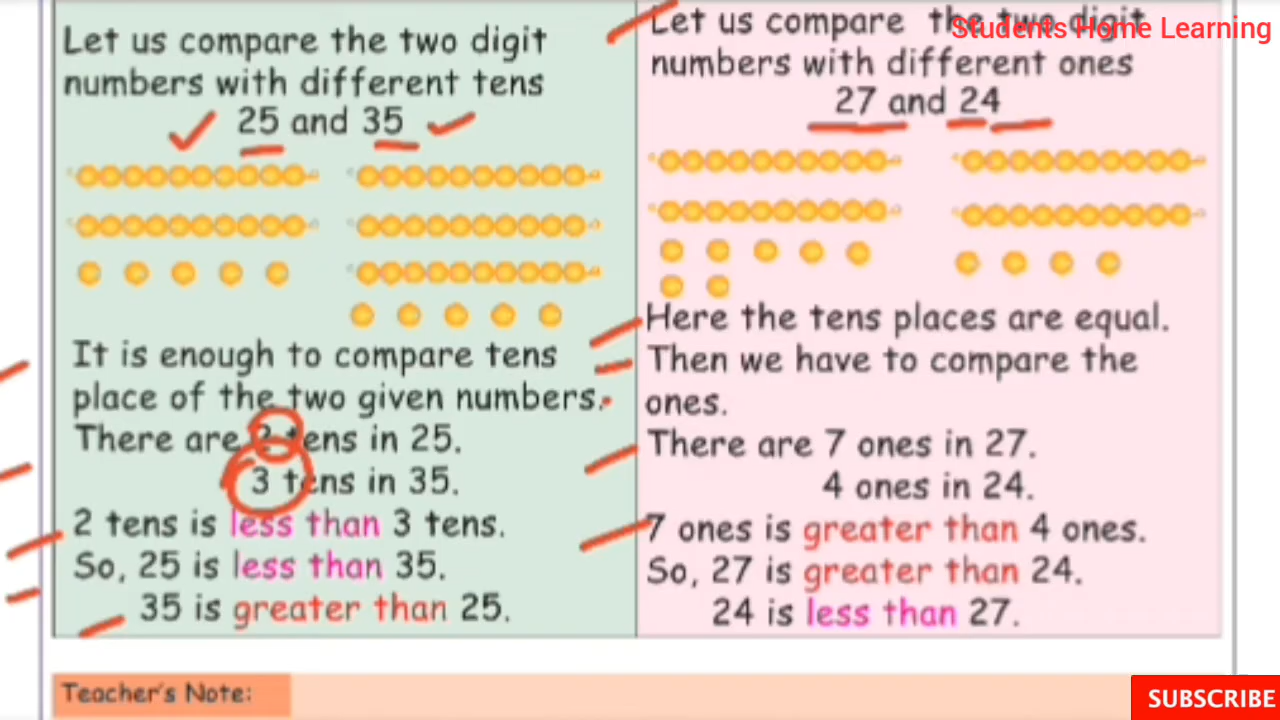 Let us compare the two digit
numbers with different tens
25 and 35
It is enough to compare tens
place of the two given numbers.
There are 2 tens in 25.
3 tens in 35.
2 tens is less than 3 tens.
So, 25 is less than 35.
35 is greater than 25.
Let us compare the two digit
numbers with different ones
27 and 24
Here the tens places are equal.
Then we have to compare the
ones.
There are 7 ones in 27.
4 ones in 24.
7 ones is greater than 4 ones.
So, 27 is greater than 24.
24 is less than 27.
Students Home Learning
Teacher's Note:
SUBSCRIBE